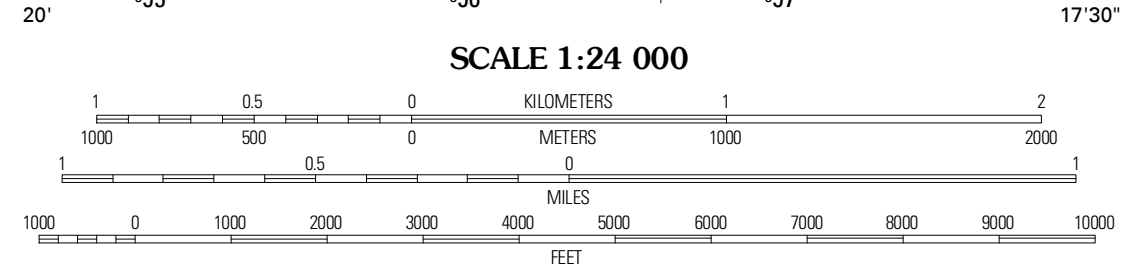 20' 17'30"
SCALE 1:24 000
1 0.5 0 KILOMETERS 1 2
1000 500 0 METERS 1000 2000
1 0.5 0 1
MILES
1000 0 1000 2000 3000 4000 5000 6000 7000 8000 9000 10000
FEET